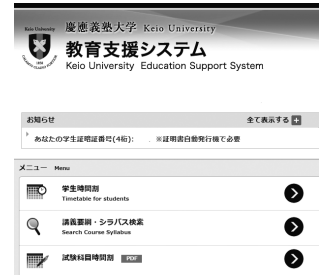 Keio University
慶應義塾大学 Keio University
教育支援システム
Keio University Education Support System
お知らせ 全て表示する
あなたの学生証暗証番号(4桁): ※証明書自動発行機で必要
メニュー Menu
学生時間割
Timetable for students
講義要綱・シラバス検索
Search Course Syllabus
試験科目時間割 PDF